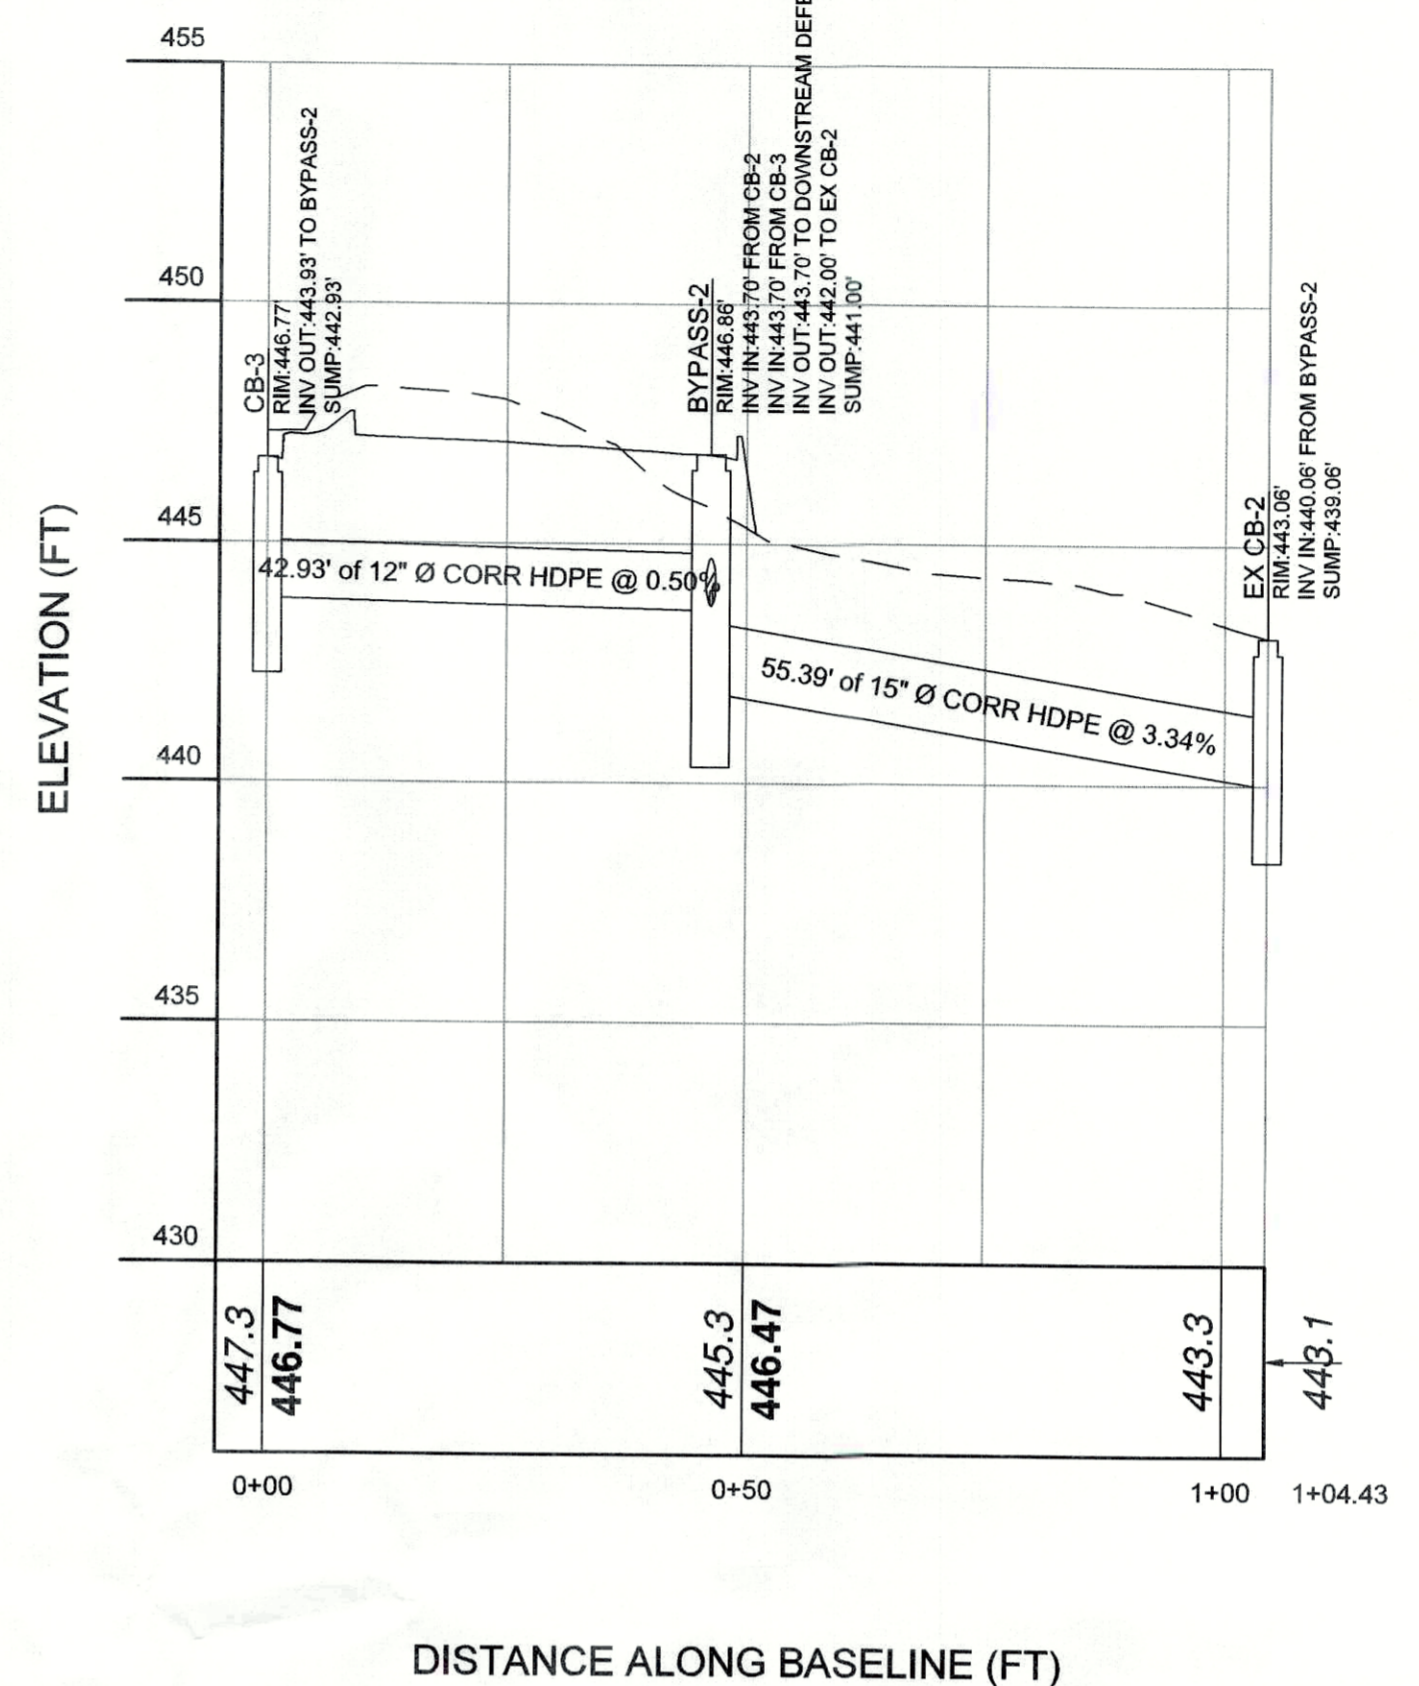 455
450
445
440
435
430
ELEVATION (FT)
CB-3
RIM:446.77'
INV OUT:443.93' TO BYPASS-2
SUMP:442.93'
BYPASS-2
RIM:446.86'
INV IN:443.70' FROM CB-2
INV IN:443.70' FROM CB-3
INV OUT:443.70' TO DOWNSTREAM
INV OUT:442.00' TO EX CB-2
SUMP:441.00'
EX CB-2
RIM:443.06'
INV IN:440.06' FROM BYPASS-2
SUMP:439.06'
42.93' of 12" Ø CORR HDPE @ 0.50%
55.39' of 15" Ø CORR HDPE @ 3.34%
447.3
446.77
445.3
446.47
443.3
443.1
0+00
0+50
1+00
1+04.43
DISTANCE ALONG BASELINE (FT)